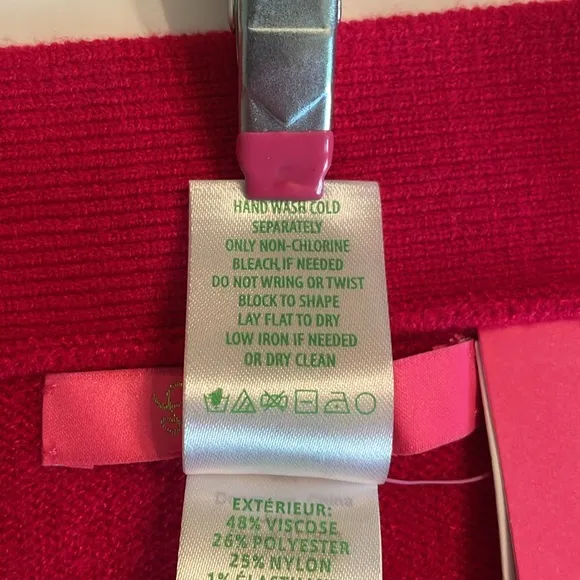 HAND WASH COLD
SEPARATELY
ONLY NON-CHLORINE
BLEACH, IF NEEDED
DO NOT WRING OR TWIST
BLOCK TO SHAPE
LAY FLAT TO DRY
LOW IRON IF NEEDED
OR DRY CLEAN
EXTÉRIEUR:
48% VISCOSE
26% POLYESTER
25% NYLON
1%